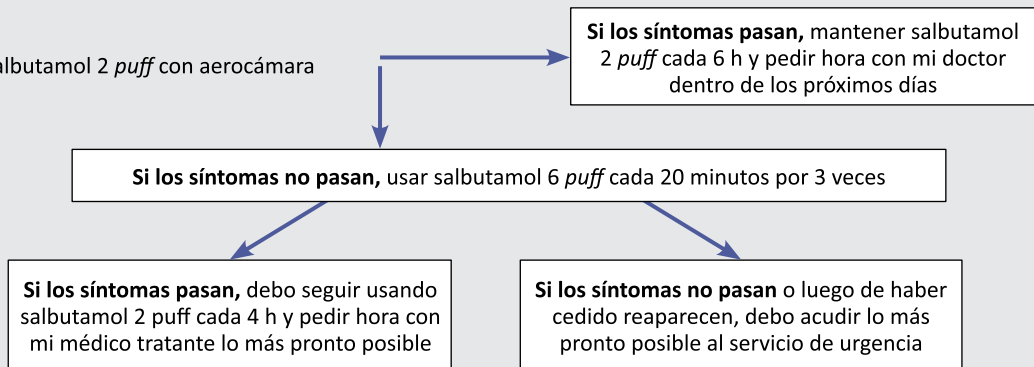 Si los síntomas pasan, mantener salbutamol
2 puff cada 6 h y pedir hora con mi doctor
dentro de los próximos días
albutamol 2 puff con aerocámara
Si los síntomas no pasan, usar salbutamol 6 puff cada 20 minutos por 3 veces
Si los síntomas pasan, debo seguir usando
salbutamol 2 puff cada 4 h y pedir hora con
mi médico tratante lo más pronto posible
Si los síntomas no pasan o luego de haber
cedido reaparecen, debo acudir lo más
pronto posible al servicio de urgencia